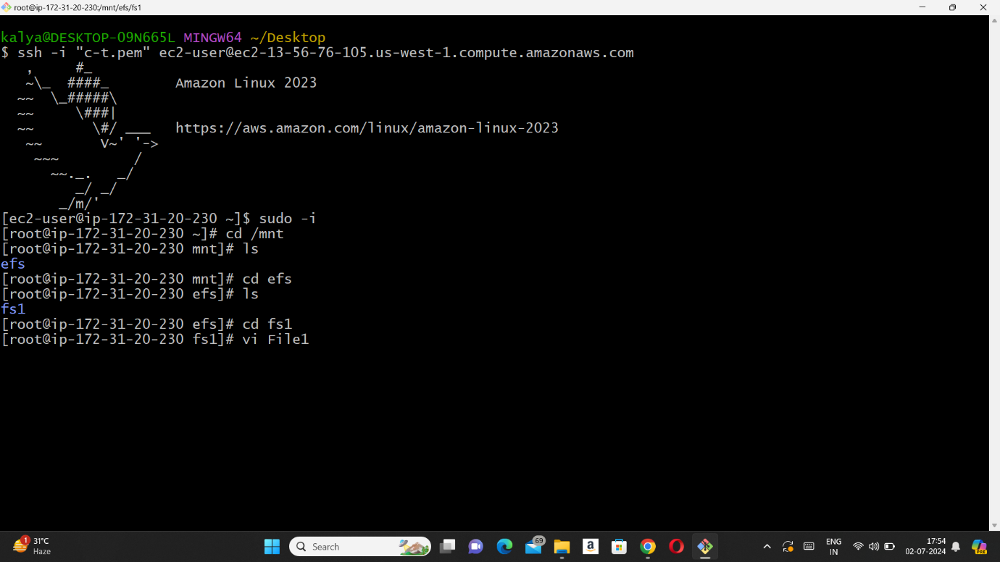 root@ip-172-31-20-230:/mnt/efs/fs1
kalya@DESKTOP-O9N665L MINGW64 ~/Desktop
$ ssh -i "c-t.pem" ec2-user@ec2-13-56-76-105.us-west-1.compute.amazonaws.com
   ,     #_
   ~\_  ####_        Amazon Linux 2023
  ~~  \_#####\
  ~~     \###|
  ~~       \#/ ___   https://aws.amazon.com/linux/amazon-linux-2023
   ~~       V~' '->
    ~~~         /
      ~~._.   _/
         _/ _/
       _/m/'
[ec2-user@ip-172-31-20-230 ~]$ sudo -i
[root@ip-172-31-20-230 ~]# cd /mnt
[root@ip-172-31-20-230 mnt]# ls
efs
[root@ip-172-31-20-230 mnt]# cd efs
[root@ip-172-31-20-230 efs]# ls
fs1
[root@ip-172-31-20-230 efs]# cd fs1
[root@ip-172-31-20-230 fs1]# vi File1
1
31°C
Haze
Search
69
a
ENG
IN
17:54
02-07-2024
PRE